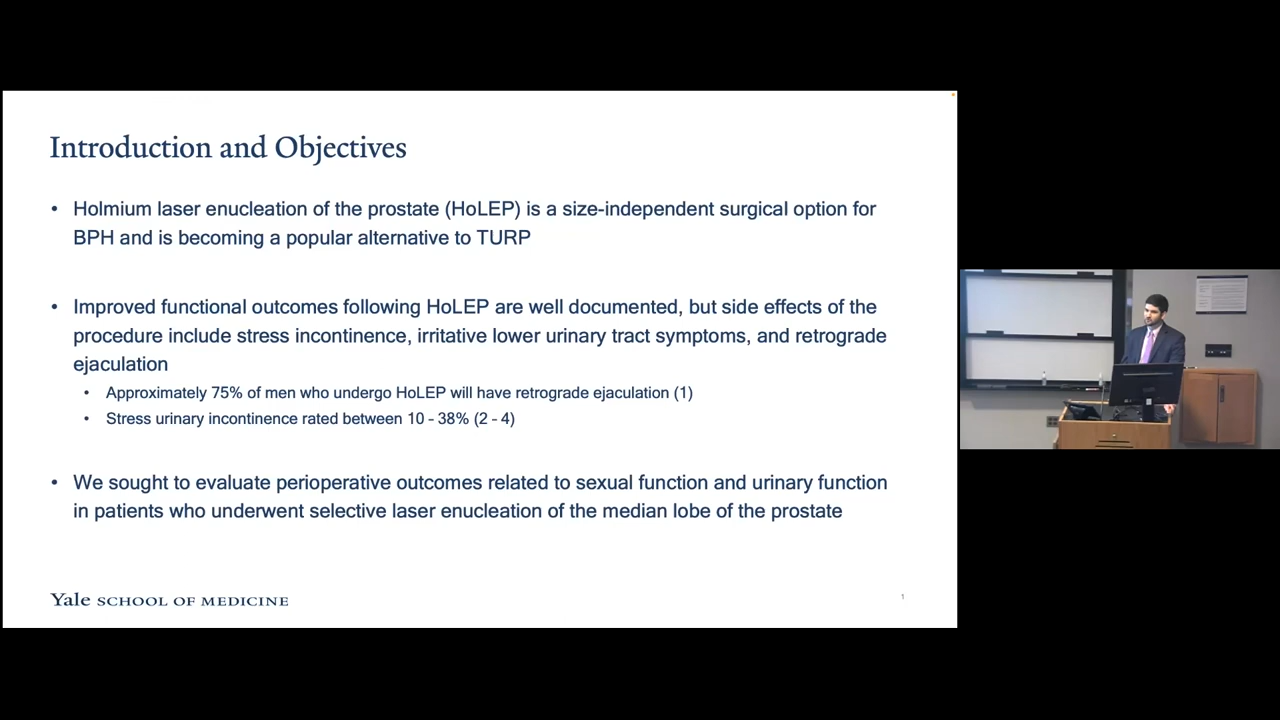 Introduction and Objectives
• Holmium laser enucleation of the prostate (HoLEP) is a size-independent surgical option for
BPH and is becoming a popular alternative to TURP
• Improved functional outcomes following HoLEP are well documented, but side effects of the
procedure include stress incontinence, irritative lower urinary tract symptoms, and retrograde
ejaculation
• Approximately 75% of men who undergo HoLEP will have retrograde ejaculation (1)
• Stress urinary incontinence rated between 10 - 38% (2 - 4)
• We sought to evaluate perioperative outcomes related to sexual function and urinary function
in patients who underwent selective laser enucleation of the median lobe of the prostate
Yale SCHOOL OF MEDICINE
1